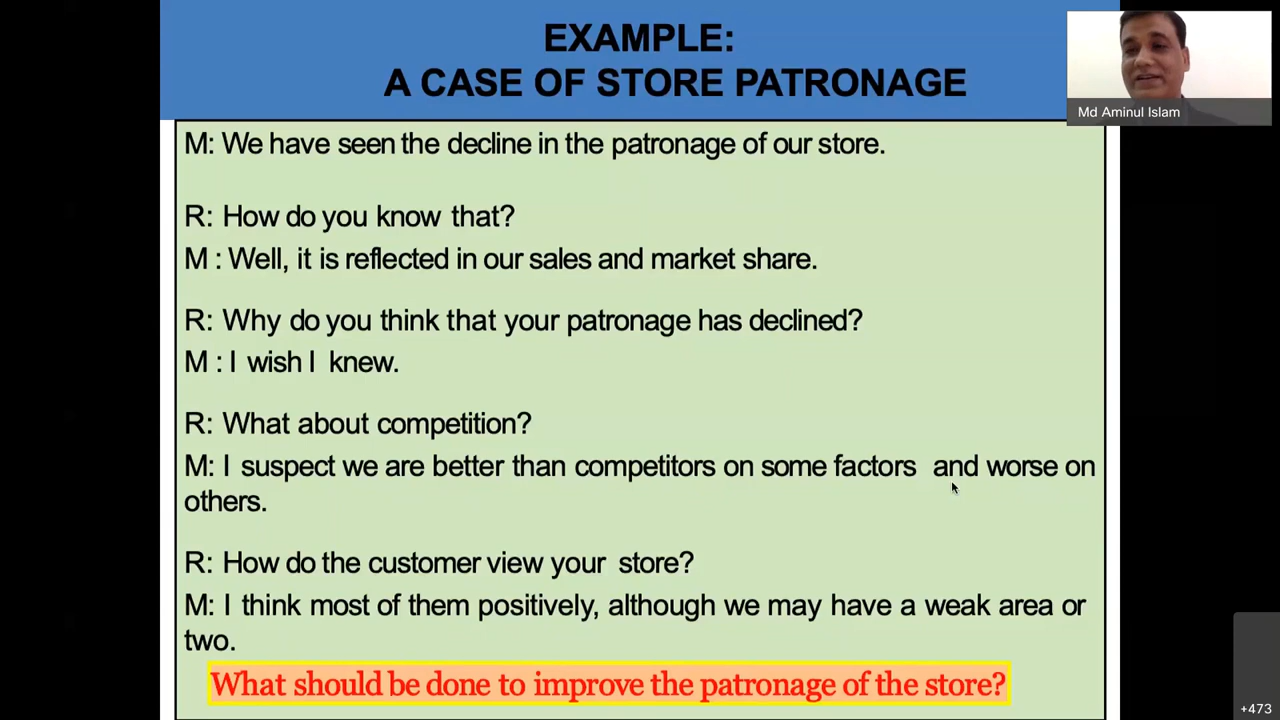 EXAMPLE:
A CASE OF STORE PATRONAGE
Md Aminul Islam
M: We have seen the decline in the patronage of our store.
R: How do you know that?
M : Well, it is reflected in our sales and market share.
R: Why do you think that your patronage has declined?
M : I wish I knew.
R: What about competition?
M: I suspect we are better than competitors on some factors and worse on
others.
R: How do the customer view your store?
M: I think most of them positively, although we may have a weak area or
two.
What should be done to improve the patronage of the store?
+473